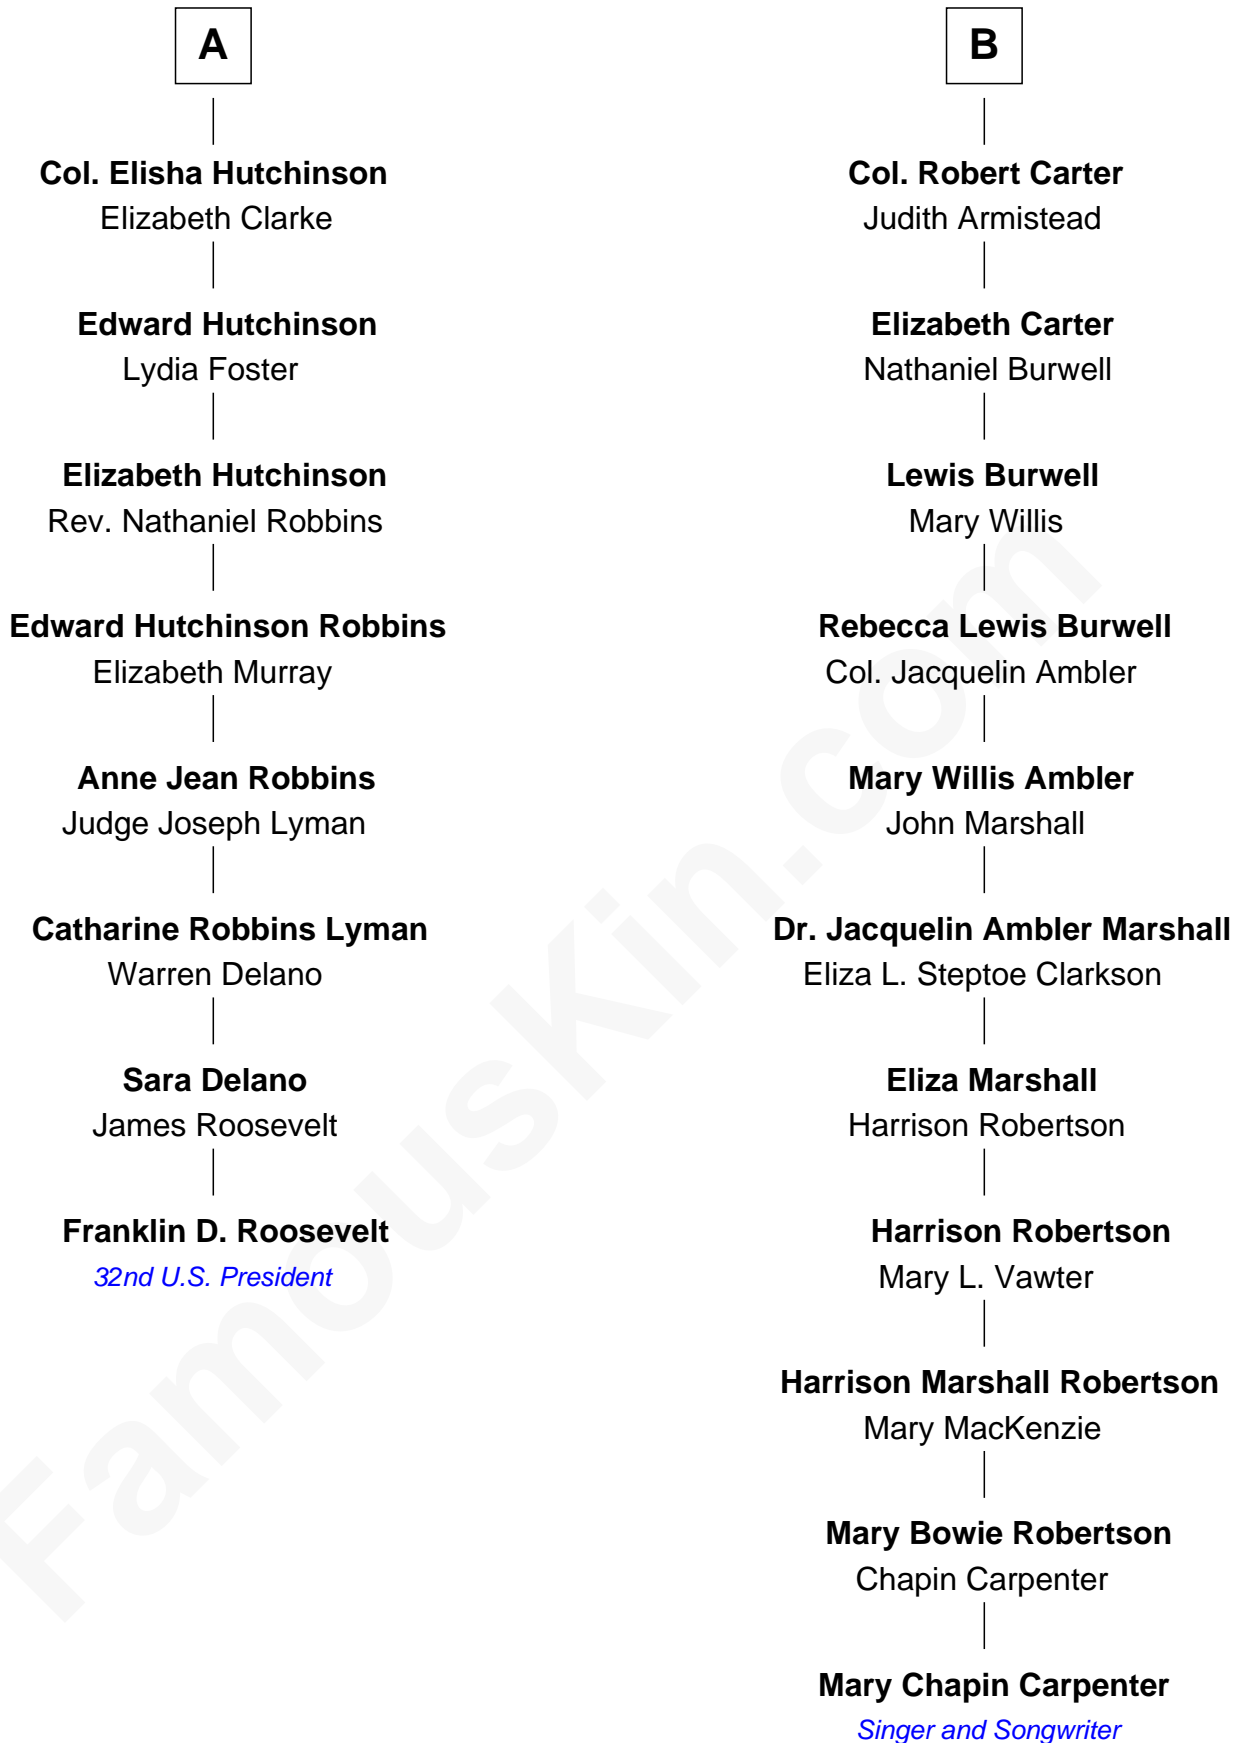 A
Col. Elisha Hutchinson
Elizabeth Clarke
Edward Hutchinson
Lydia Foster
Elizabeth Hutchinson
Rev. Nathaniel Robbins
Edward Hutchinson Robbins
Elizabeth Murray
Anne Jean Robbins
Judge Joseph Lyman
Catharine Robbins Lyman
Warren Delano
Sara Delano
James Roosevelt
Franklin D. Roosevelt
32nd U.S. President
B
Col. Robert Carter
Judith Armistead
Elizabeth Carter
Nathaniel Burwell
Lewis Burwell
Mary Willis
Rebecca Lewis Burwell
Col. Jacquelin Ambler
Mary Willis Ambler
John Marshall
Dr. Jacquelin Ambler Marshall
Eliza L. Steptoe Clarkson
Eliza Marshall
Harrison Robertson
Harrison Robertson
Mary L. Vawter
Harrison Marshall Robertson
Mary MacKenzie
Mary Bowie Robertson
Chapin Carpenter
Mary Chapin Carpenter
Singer and Songwriter
FamousKin.com